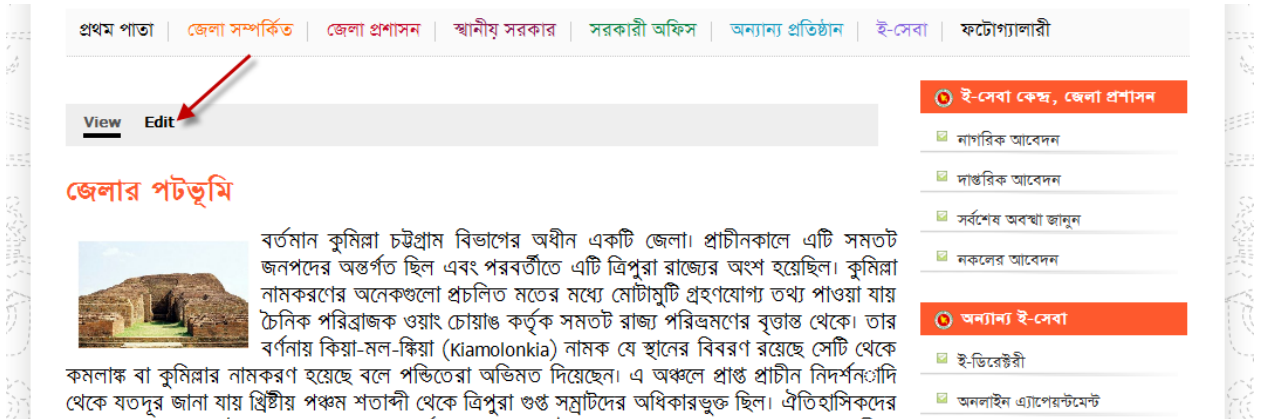 প্রথম পাতা | জেলা সম্পর্কিত | জেলা প্রশাসন | স্থানীয় সরকার | সরকারী অফিস | অন্যান্য প্রতিষ্ঠান | ই-সেবা | ফটোগ্যালারী
View Edit
জেলার পটভূমি
বর্তমান কুমিল্লা চট্টগ্রাম বিভাগের অধীন একটি জেলা। প্রাচীনকালে এটি সমতট
জনপদের অন্তর্গত ছিল এবং পরবর্তীতে এটি ত্রিপুরা রাজ্যের অংশ হয়েছিল। কুমিল্লা
নামকরণের অনেকগুলো প্রচলিত মতের মধ্যে মোটামুটি গ্রহণযোগ্য তথ্য পাওয়া যায়
চৈনিক পরিব্রাজক ওয়াং চোয়াঙ কর্তৃক সমতট রাজ্য পরিভ্রমণের বৃত্তান্ত থেকে। তার
বর্ণনায় কিয়া-মল-ঙ্কিয়া (Kiamolonkia) নামক যে স্থানের বিবরণ রয়েছে সেটি থেকে
কমলাঙ্ক বা কুমিল্লার নামকরণ হয়েছে বলে পন্ডিতেরা অভিমত দিয়েছেন। এ অঞ্চলে প্রাপ্ত প্রাচীন নিদর্শনাদি
থেকে যতদূর জানা যায় খ্রিষ্টীয় পঞ্চম শতাব্দী থেকে ত্রিপুরা গুপ্ত সম্রাটদের অধিকারভুক্ত ছিল। ঐতিহাসিকদের
ই-সেবা কেন্দ্র, জেলা প্রশাসন
নাগরিক আবেদন
দাপ্তরিক আবেদন
সর্বশেষ অবস্থা জানুন
নকলের আবেদন
অন্যান্য ই-সেবা
ই-ডিরেক্টরী
অনলাইন এ্যাপেয়ন্টমেন্ট